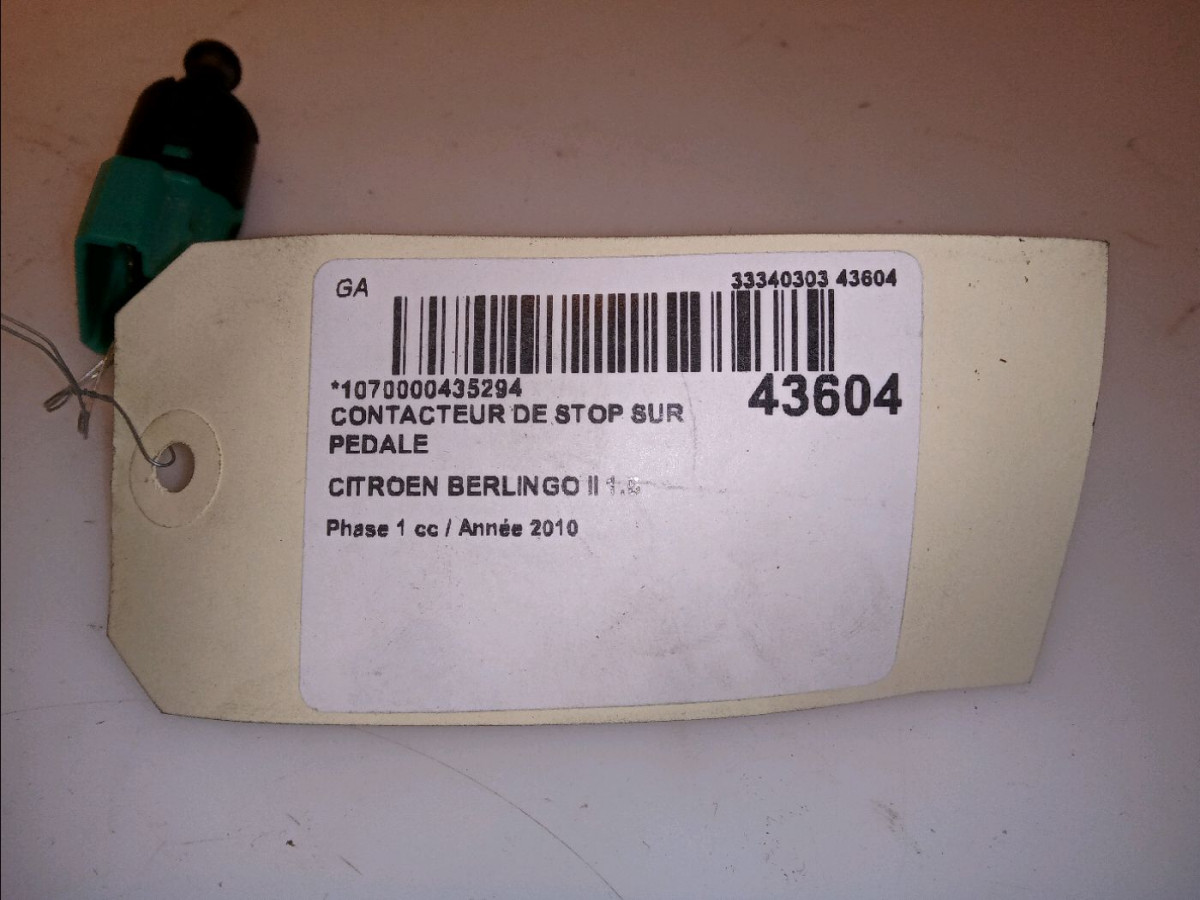 GA
33340303 43604
*1070000435294
43604
CONTACTEUR DE STOP SUR
PEDALE
CITROEN BERLINGO II
Phase 1 cc / Année 2010